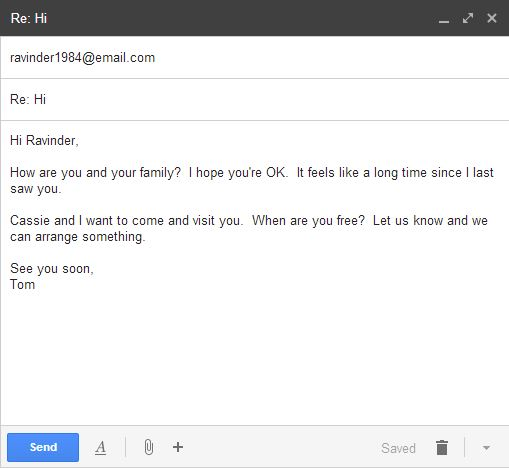 Re: Hi
ravinder1984@email.com
Re: Hi
Hi Ravinder,
How are you and your family?  I hope you're OK.  It feels like a long time since I last
saw you.
Cassie and I want to come and visit you.  When are you free?  Let us know and we
can arrange something.
See you soon,
Tom
Send
A
Saved